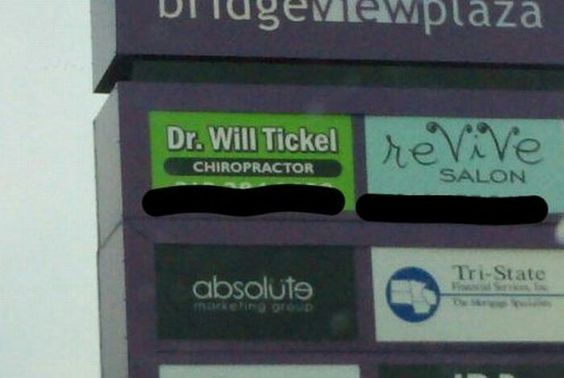 bridgeviewplaza
Dr. Will Tickel
CHIROPRACTOR
reViVe
SALON
absolute
marketing group
Tri-State
Financial Services, Inc.
The Mortgage Specialists